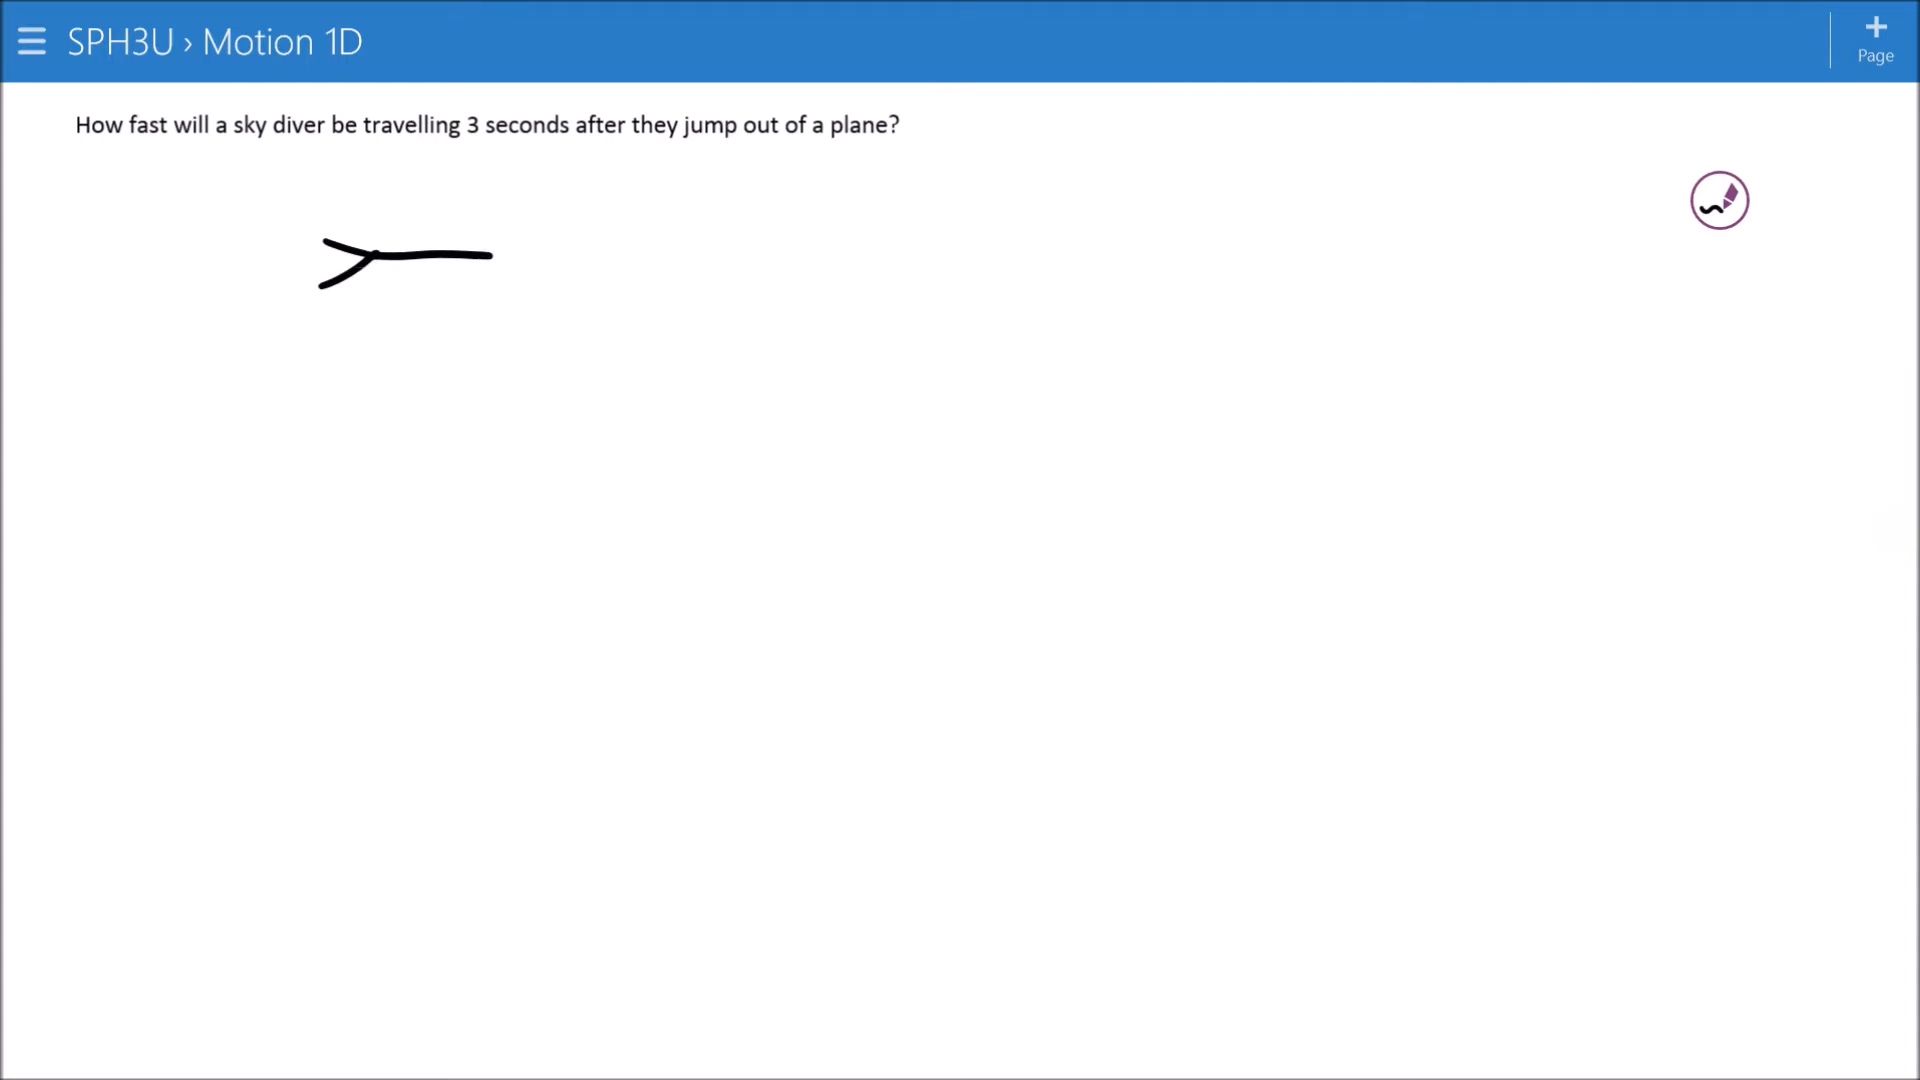 SPH3U › Motion 1D
Page
How fast will a sky diver be travelling 3 seconds after they jump out of a plane?